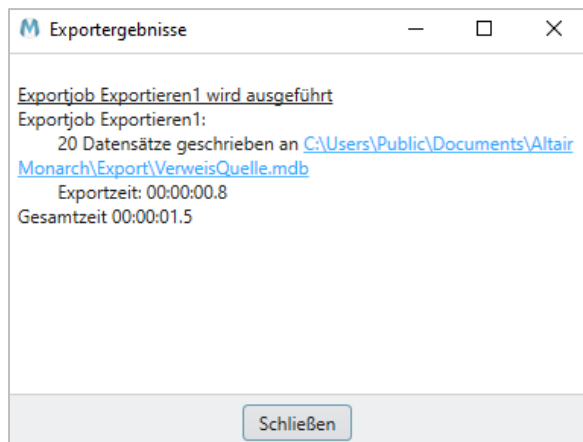 Exportergebnisse
Exportjob Exportieren1 wird ausgeführt
Exportjob Exportieren1:
20 Datensätze geschrieben an C:\Users\Public\Documents\Altair
Monarch\Export\VerweisQuelle.mdb
Exportzeit: 00:00:00.8
Gesamtzeit 00:00:01.5
Schließen